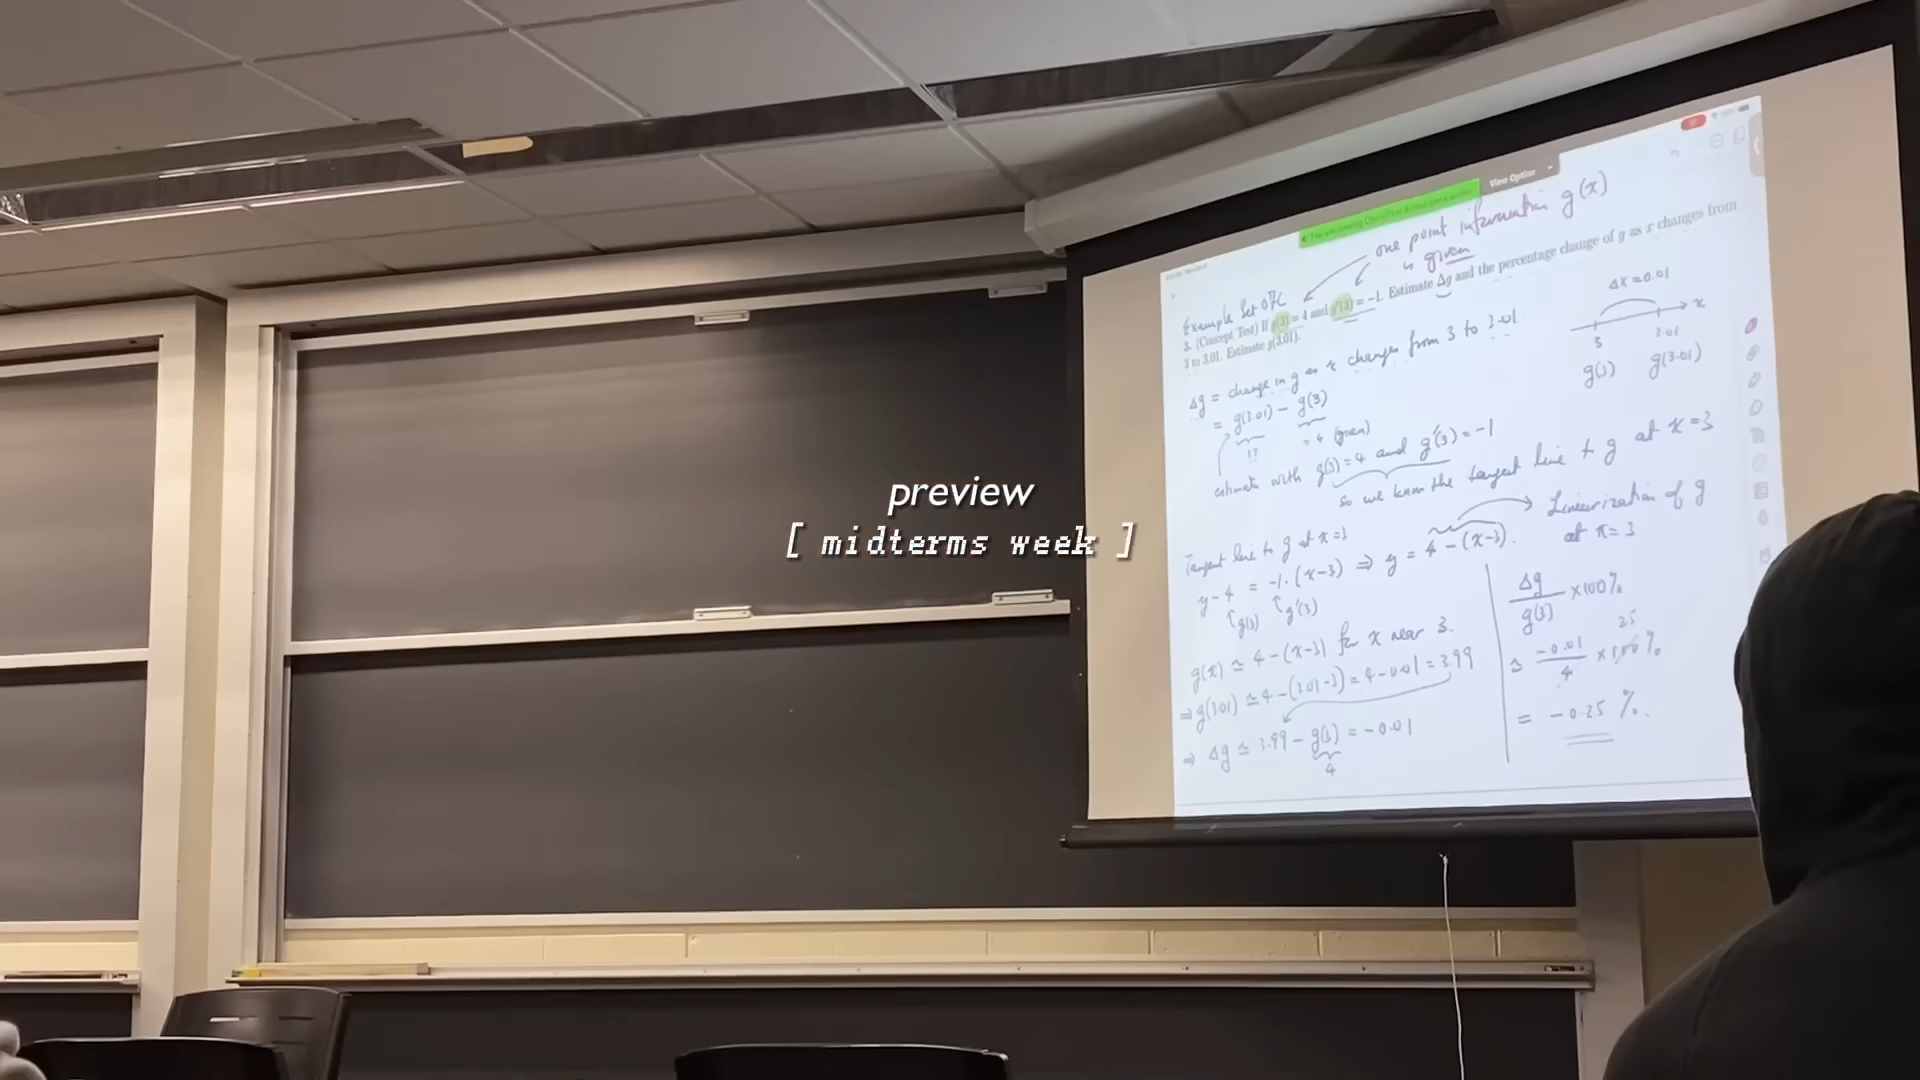 preview
[ midterms week ]
View Option
one point information g(x)
is given
Example Set 07C
3. (Concept Test) If g(3) = 4 and g'(3) = −1. Estimate Δg and the percentage change of g as x changes from
3 to 3.01. Estimate g(3.01).
Δx = 0.01
x
3 3.01
g(3) g(3.01)
Δg = change in g as x changes from 3 to 3.01
= g(3.01) − g(3)
!? = 4 (given)
estimate with g(3) = 4 and g'(3) = −1
so we know the tangent line to g at x = 3
Tangent line to g at x = 3
y − 4 = −1·(x−3) ⇒ y = 4 − (x−3).
Linearization of g
at x = 3
g(3) g'(3)
g(x) ≃ 4 − (x−3) for x near 3.
⇒ g(3.01) ≃ 4 − (3.01−3) = 4 − 0.01 = 3.99
⇒ Δg ≃ 3.99 − g(3) = −0.01
4
Δg / g(3) × 100%
25
≃ −0.01 / 4 × 100%
= −0.25 %.